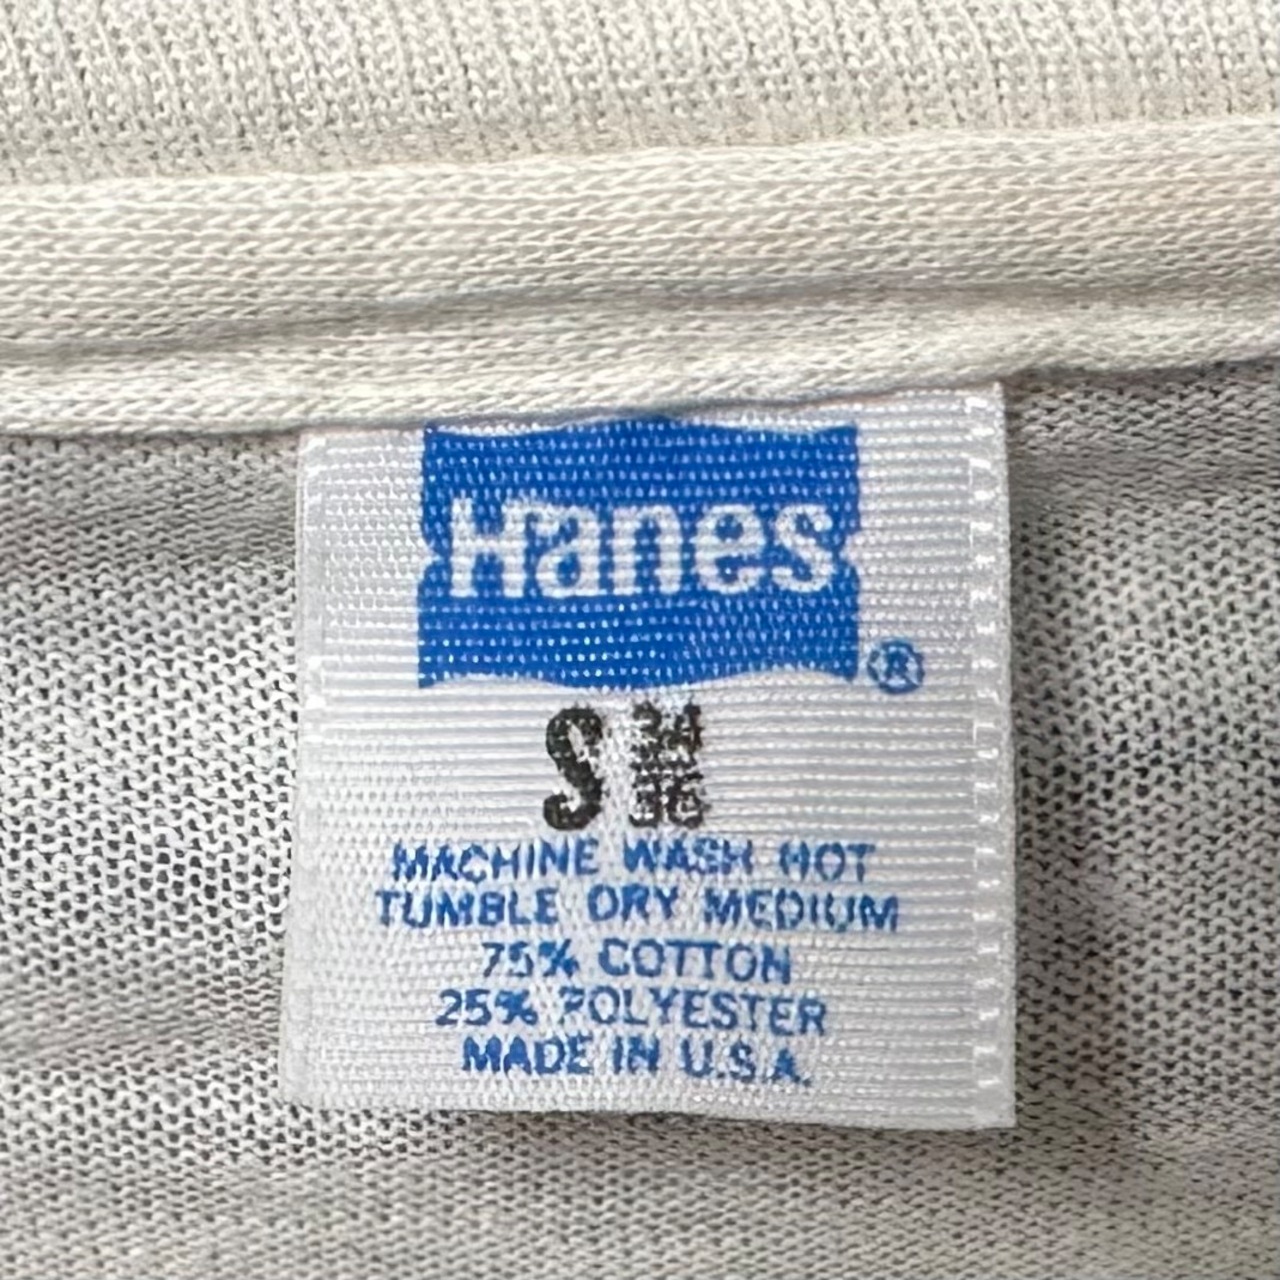 Hanes
®
S 34
36
MACHINE WASH HOT
TUMBLE DRY MEDIUM
75% COTTON
25% POLYESTER
MADE IN U.S.A.